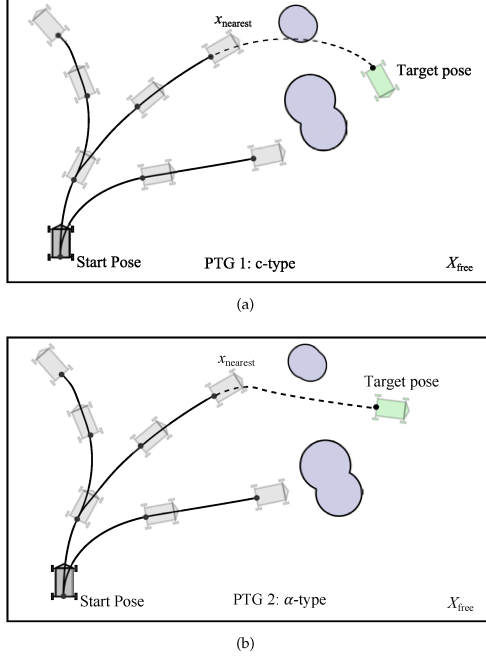 x_nearest
Target pose
Start Pose
PTG 1: c-type
X_free
(a)
x_nearest
Target pose
Start Pose
PTG 2: α-type
X_free
(b)